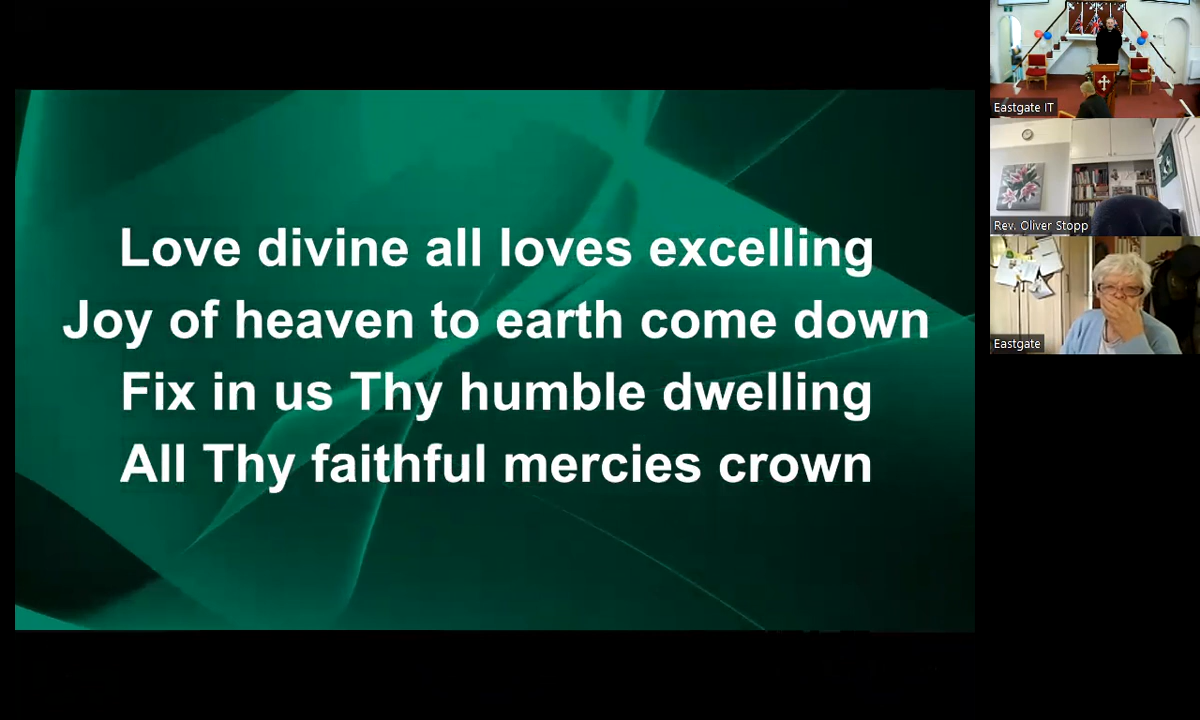 Love divine all loves excelling
Joy of heaven to earth come down
Fix in us Thy humble dwelling
All Thy faithful mercies crown
Eastgate IT
Rev. Oliver Stopp
Eastgate